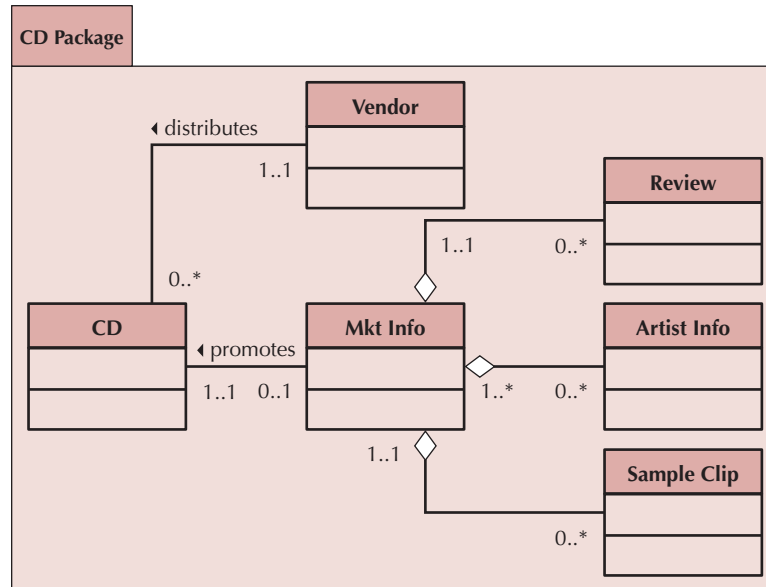 CD Package
Vendor
◂ distributes
1..1
Review
1..1
0..*
0..*
CD
Mkt Info
Artist Info
◂ promotes
1..1
0..1
1..*
0..*
1..1
Sample Clip
0..*